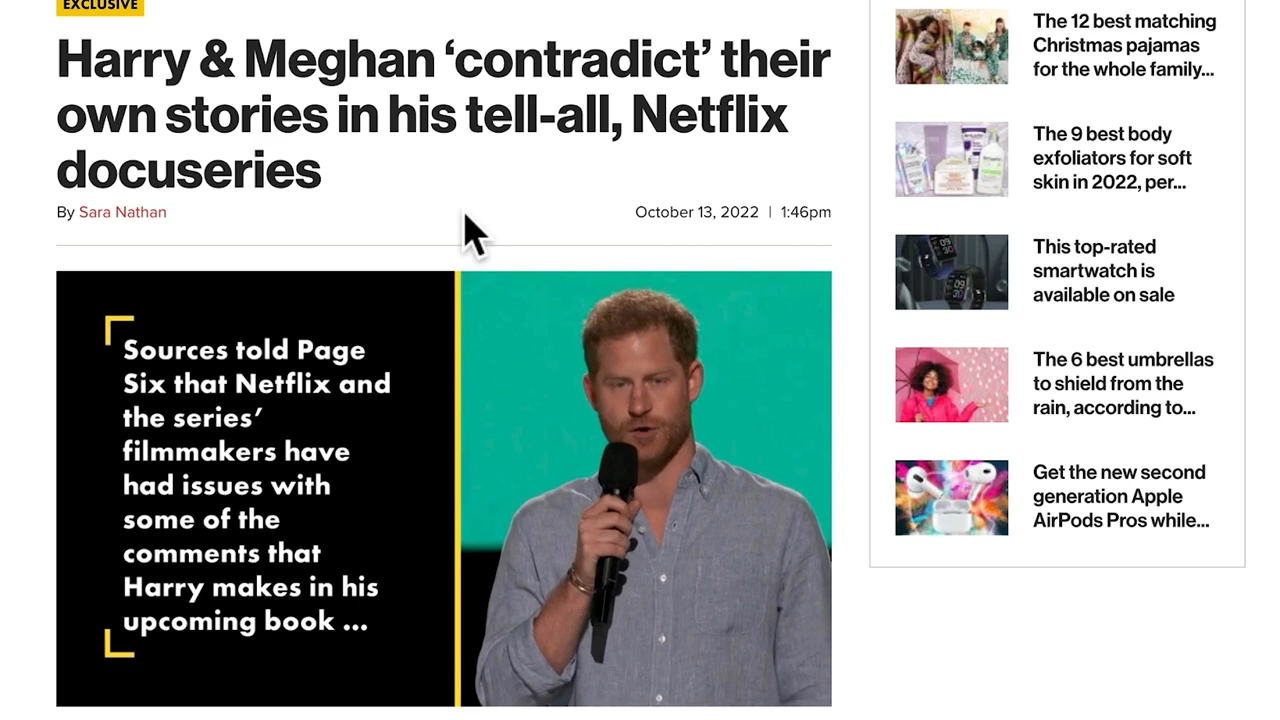 EXCLUSIVE
Harry & Meghan ‘contradict’ their
own stories in his tell-all, Netflix
docuseries
By Sara Nathan
October 13, 2022 | 1:46pm
Sources told Page
Six that Netflix and
the series’
filmmakers have
had issues with
some of the
comments that
Harry makes in his
upcoming book ...
The 12 best matching
Christmas pajamas
for the whole family...
The 9 best body
exfoliators for soft
skin in 2022, per...
This top-rated
smartwatch is
available on sale
The 6 best umbrellas
to shield from the
rain, according to...
Get the new second
generation Apple
AirPods Pros while...